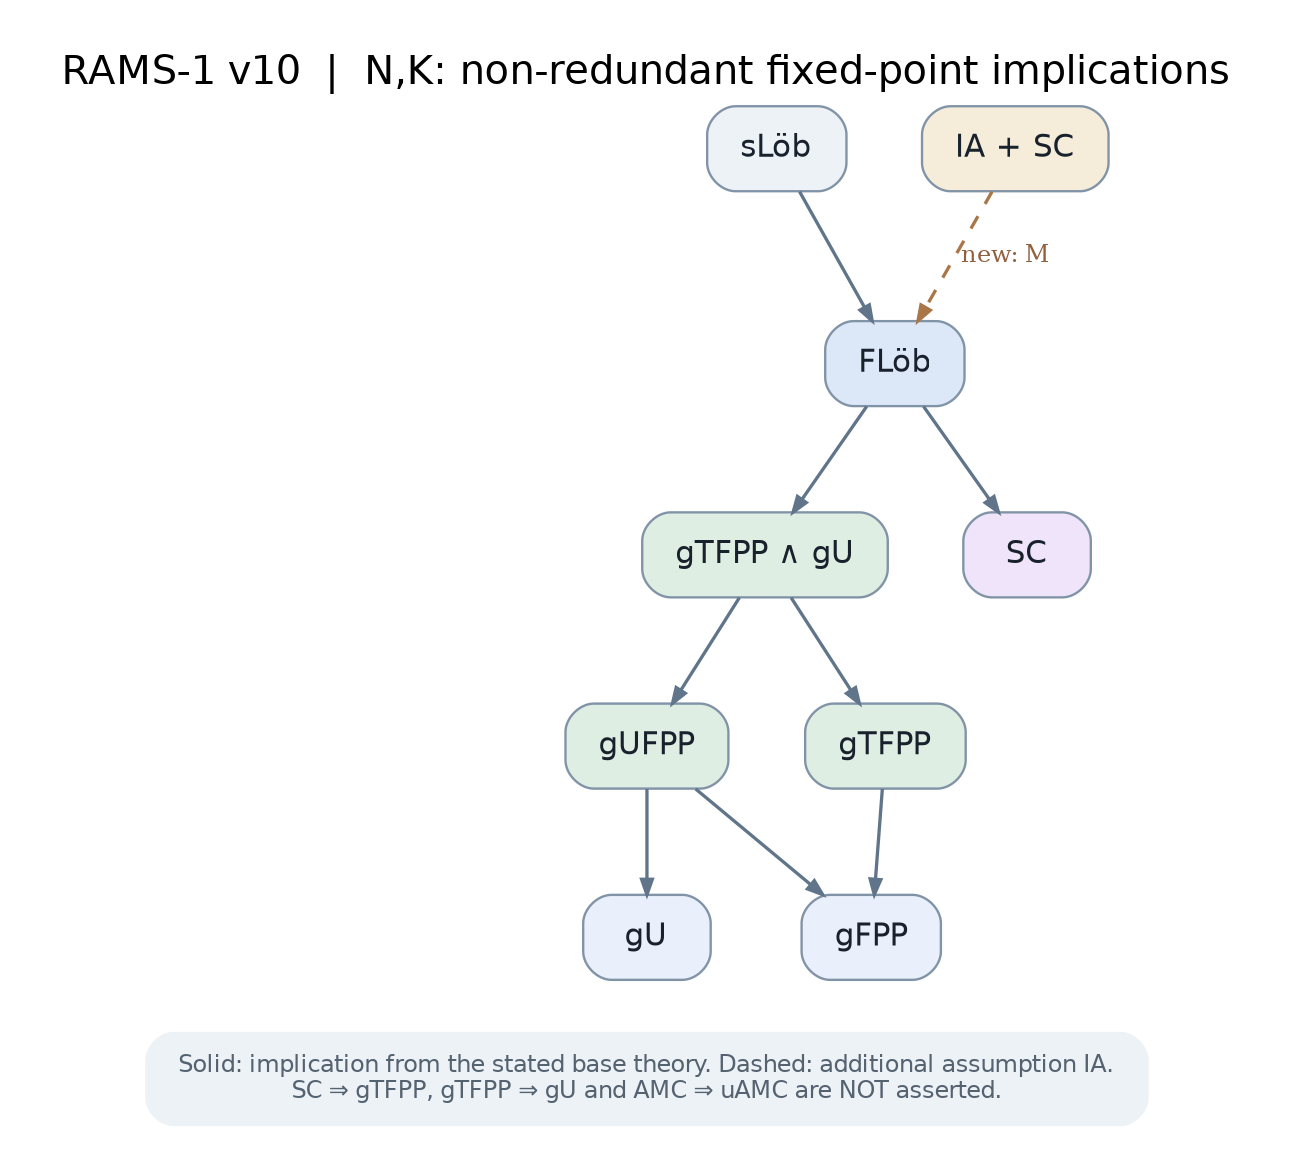 RAMS-1 v10 | N,K: non-redundant fixed-point implications
sLöb
IA + SC
new: M
FLöb
gTFPP ∧ gU
SC
gUFPP
gTFPP
gU
gFPP
Solid: implication from the stated base theory. Dashed: additional assumption IA.
SC ⇒ gTFPP, gTFPP ⇒ gU and AMC ⇒ uAMC are NOT asserted.